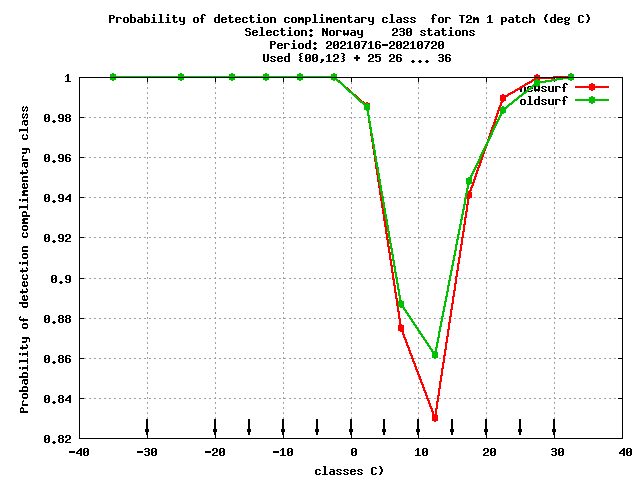 Probability of detection complimentary class  for T2m 1 patch (deg C)
Selection: Norway    230 stations
Period: 20210716-20210720
Used {00,12} + 25 26 ... 36
Probability of detection complimentary class
1
0.98
0.96
0.94
0.92
0.9
0.88
0.86
0.84
0.82
newsurf
oldsurf
-40 -30 -20 -10 0 10 20 30 40
classes C)